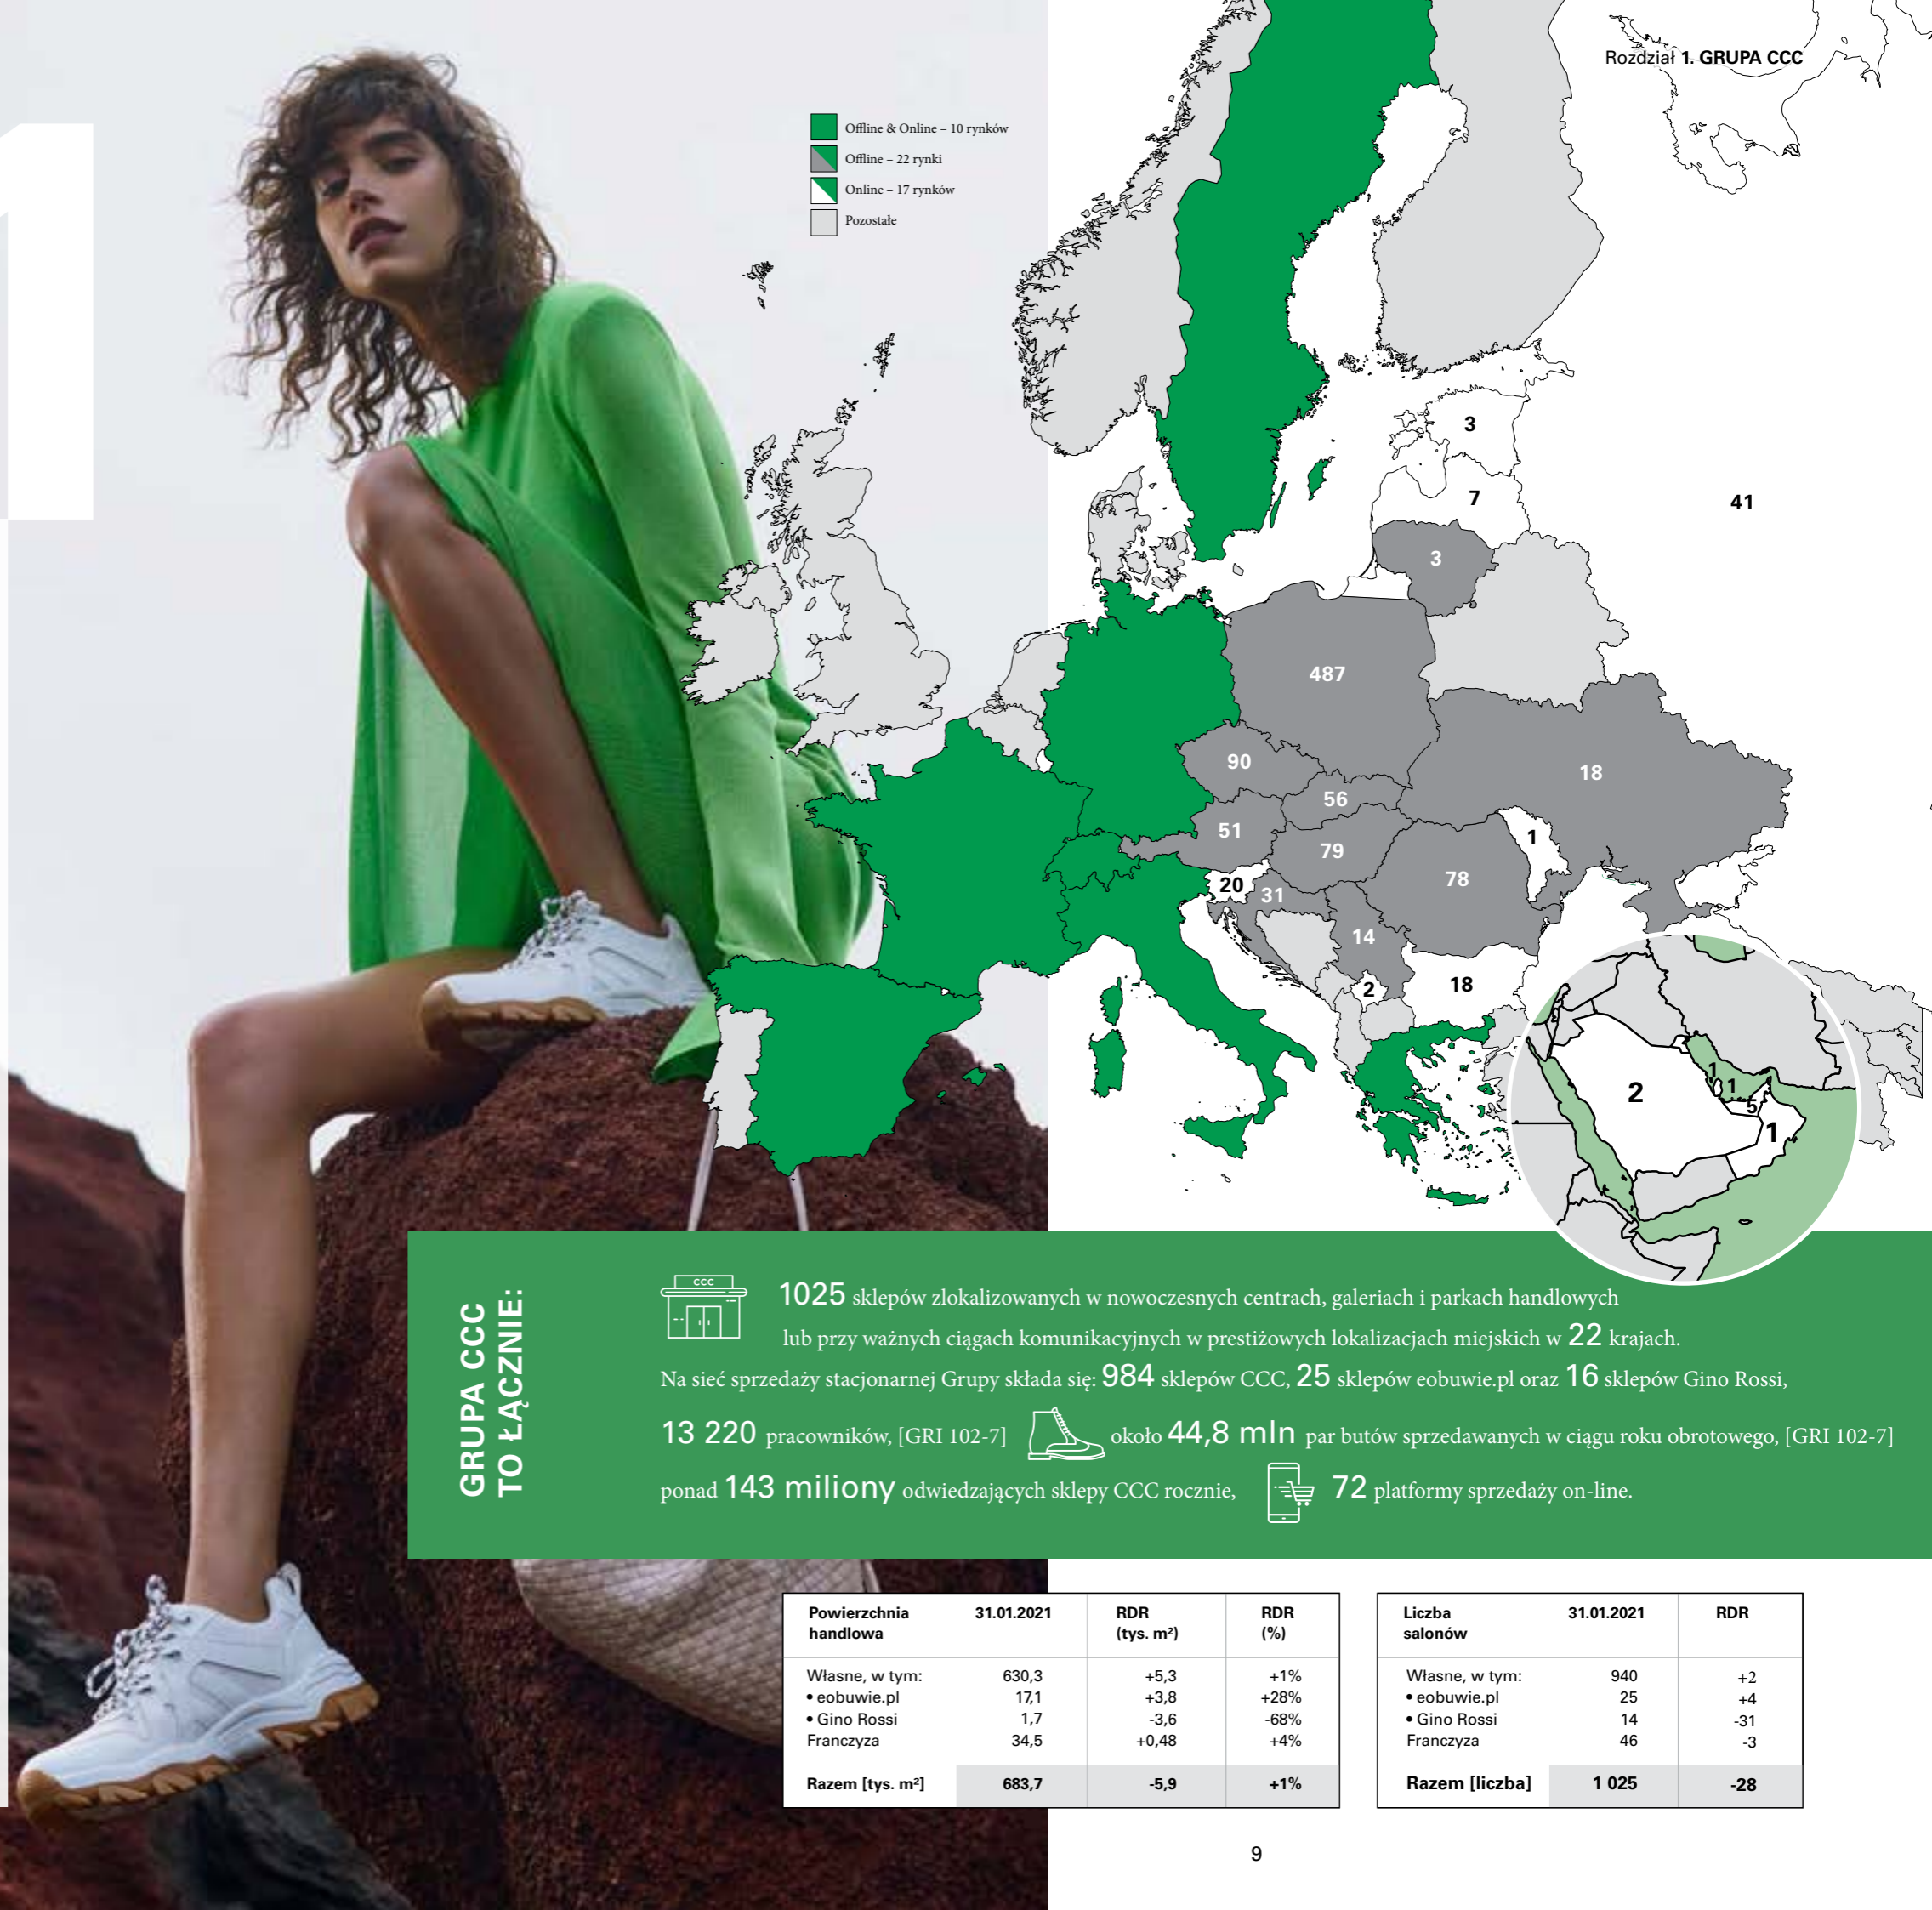 Rozdział 1. GRUPA CCC
1
Offline & Online – 10 rynków
Offline – 22 rynki
Online – 17 rynków
Pozostałe
3
7
41
3
487
90
18
56
51
1
79
78
20
31
14
2
18
2
1
1
5
1
GRUPA CCC
TO ŁĄCZNIE:
CCC
1025 sklepów zlokalizowanych w nowoczesnych centrach, galeriach i parkach handlowych
lub przy ważnych ciągach komunikacyjnych w prestiżowych lokalizacjach miejskich w 22 krajach.
Na sieć sprzedaży stacjonarnej Grupy składa się: 984 sklepów CCC, 25 sklepów eobuwie.pl oraz 16 sklepów Gino Rossi,
13 220 pracowników, [GRI 102-7] około 44,8 mln par butów sprzedawanych w ciągu roku obrotowego, [GRI 102-7]
ponad 143 miliony odwiedzających sklepy CCC rocznie, 72 platformy sprzedaży on-line.
Powierzchnia handlowa 31.01.2021 RDR (tys. m²) RDR (%)
Własne, w tym: 630,3 +5,3 +1%
• eobuwie.pl 17,1 +3,8 +28%
• Gino Rossi 1,7 -3,6 -68%
Franczyza 34,5 +0,48 +4%
Razem [tys. m²] 683,7 -5,9 +1%
Liczba salonów 31.01.2021 RDR
Własne, w tym: 940 +2
• eobuwie.pl 25 +4
• Gino Rossi 14 -31
Franczyza 46 -3
Razem [liczba] 1 025 -28
9